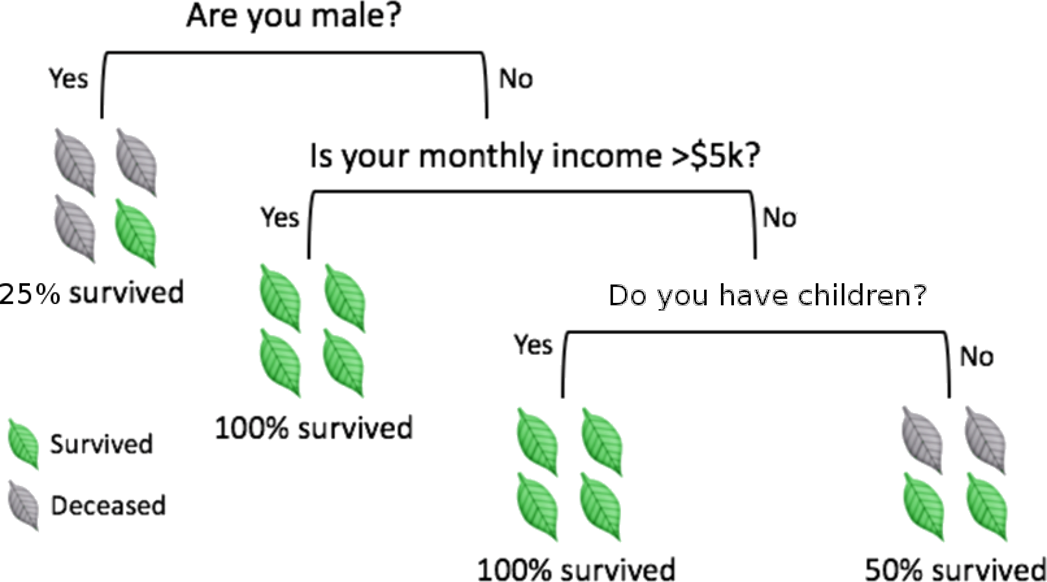 Are you male?
Yes
No
Is your monthly income >$5k?
Yes
No
25% survived
Do you have children?
Yes
No
100% survived
Survived
Deceased
100% survived
50% survived